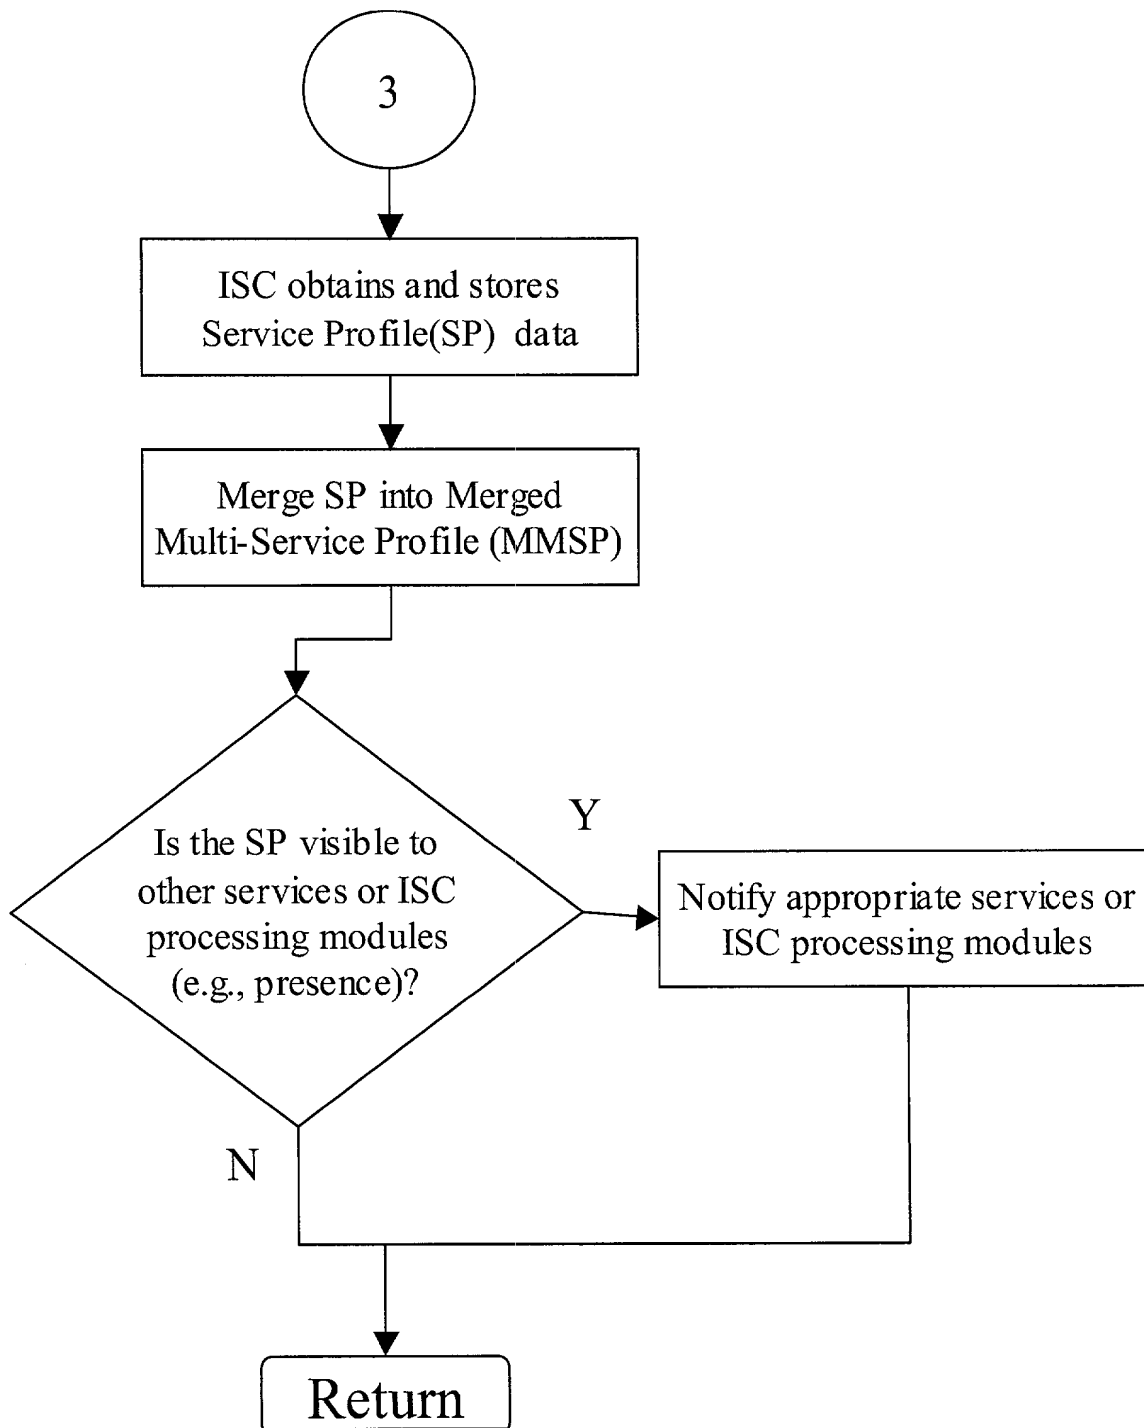 3
ISC obtains and stores
Service Profile(SP) data
Merge SP into Merged
Multi-Service Profile (MMSP)
Is the SP visible to
other services or ISC
processing modules
(e.g., presence)?
Y
Notify appropriate services or
ISC processing modules
N
Return